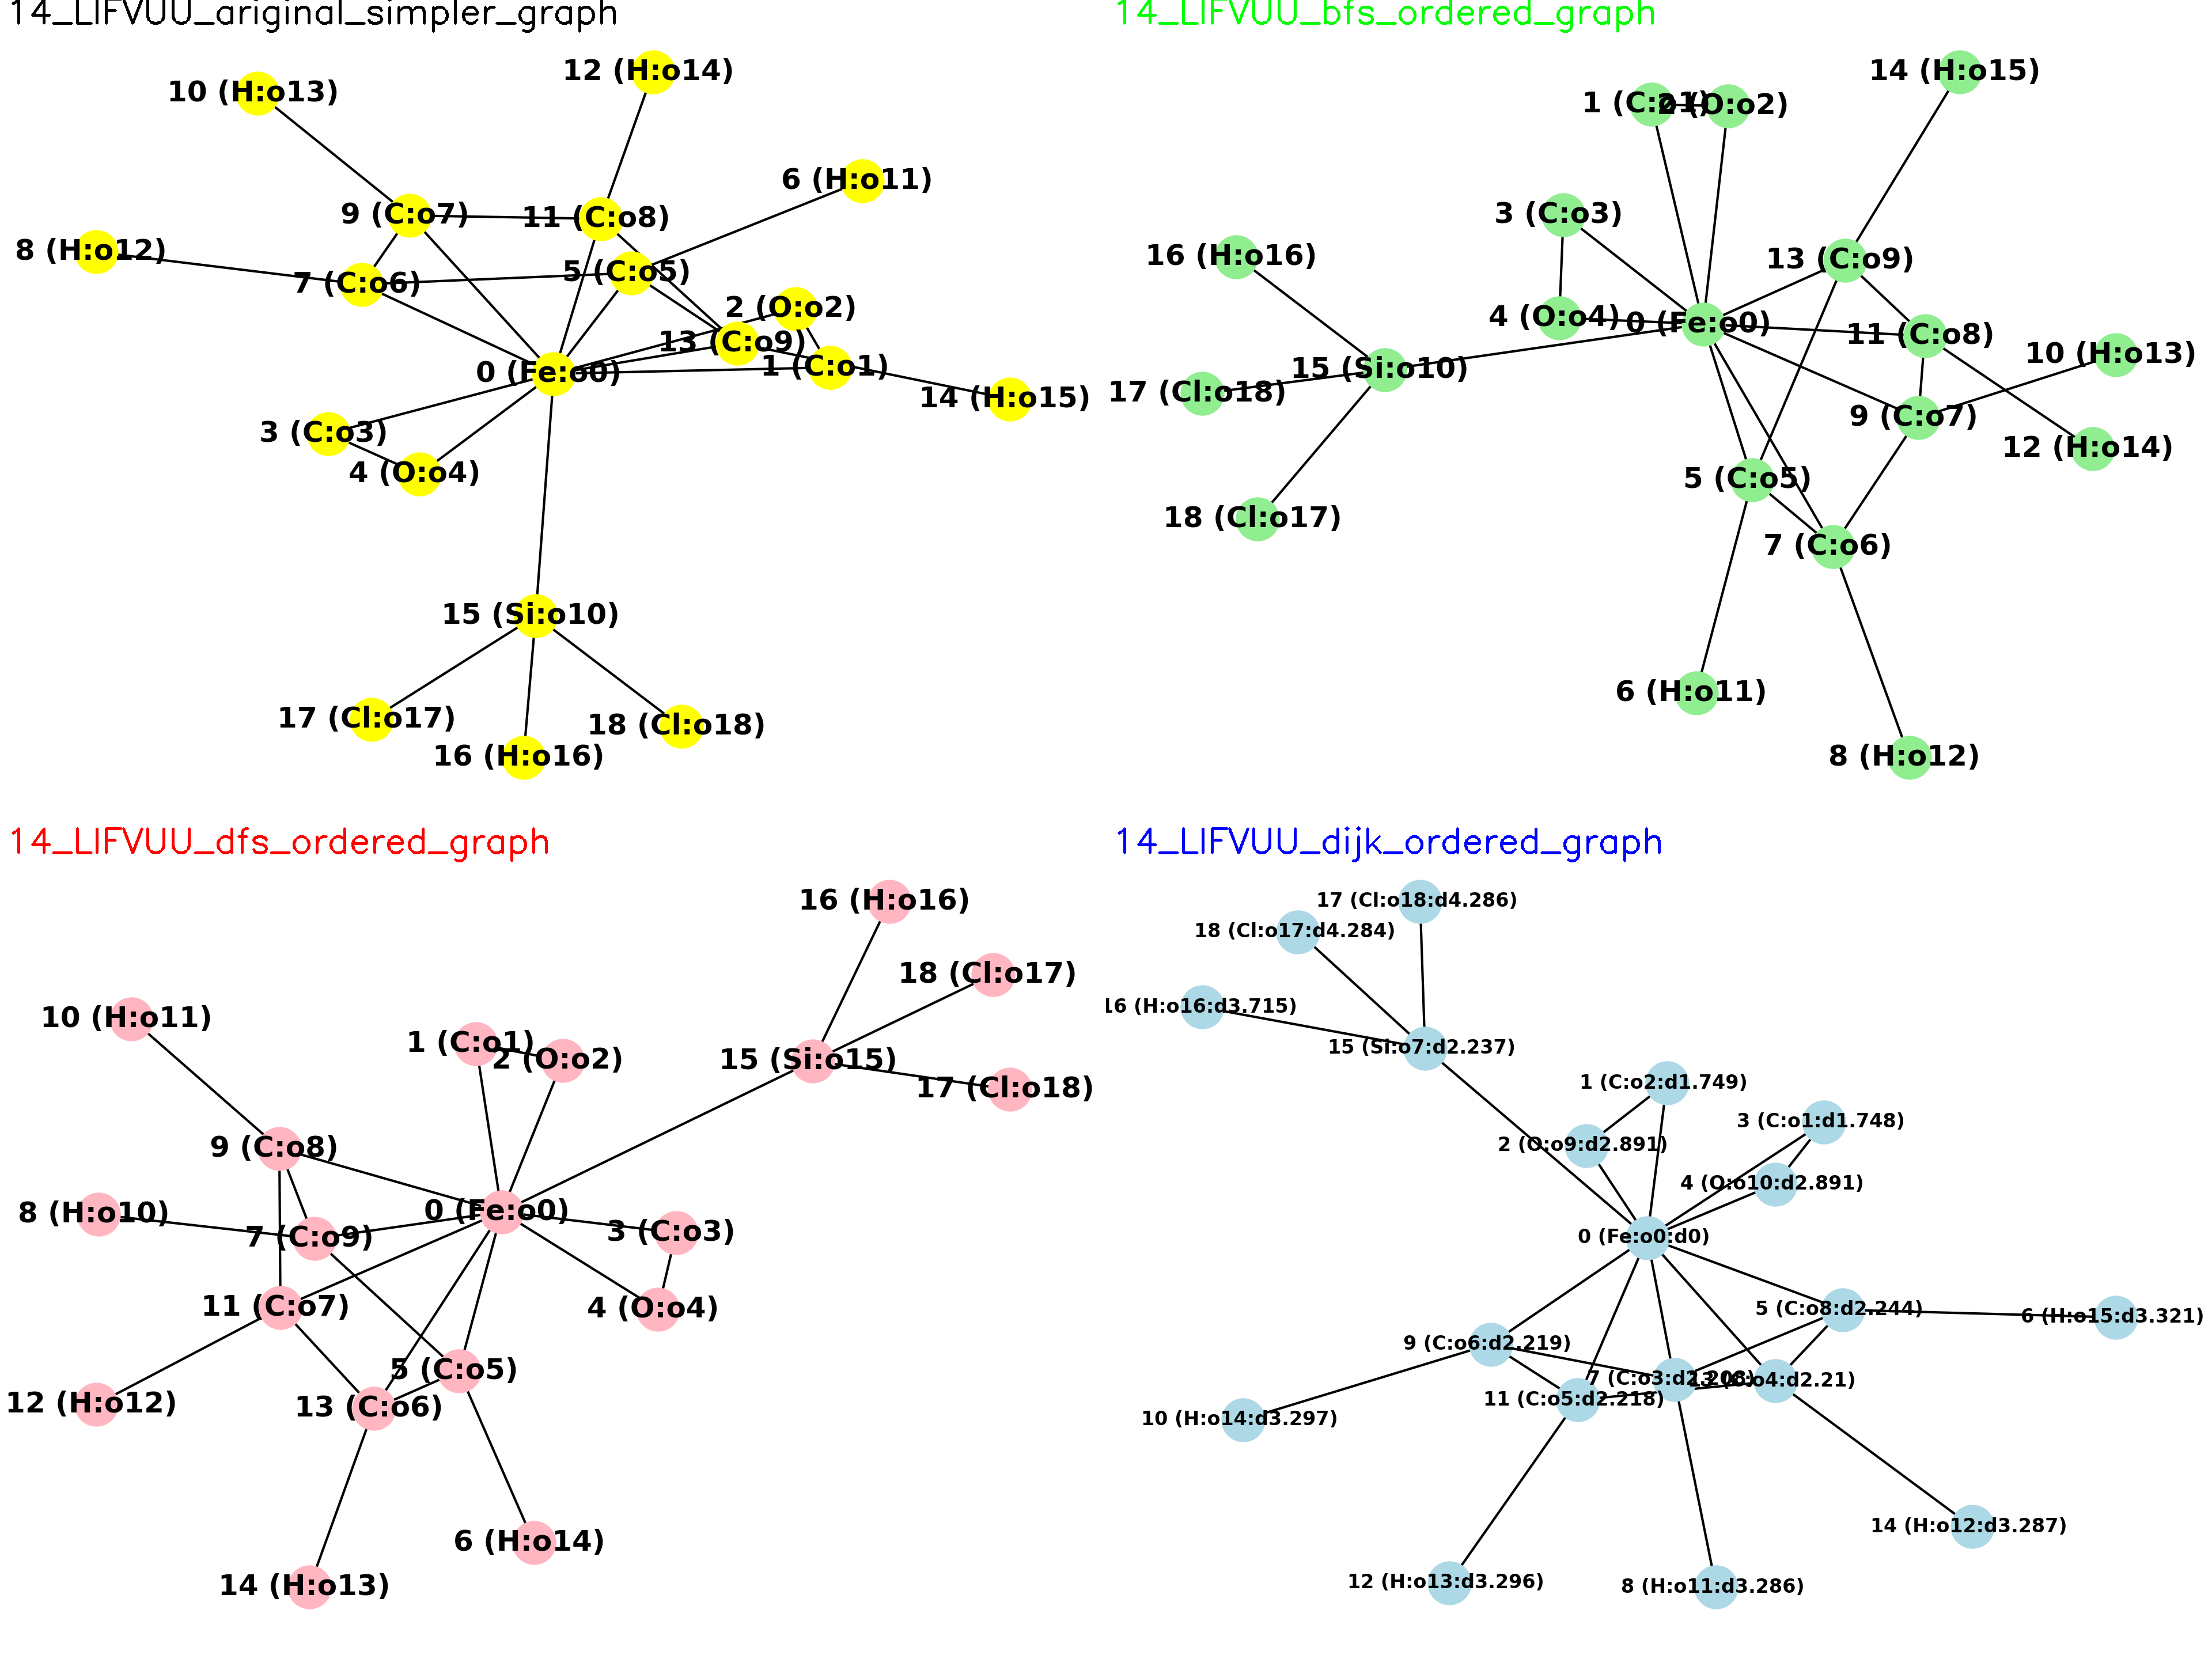 14_LIFVUU_ariginal_simpler_graph
12 (H:o14)
10 (H:o13)
6 (H:o11)
9 (C:o7)
11 (C:o8)
8 (H:o12)
5 (C:o5)
7 (C:o6)
2 (O:o2)
13 (C:o9)
1 (C:o1)
0 (Fe:o0)
14 (H:o15)
3 (C:o3)
4 (O:o4)
15 (Si:o10)
17 (Cl:o17)
18 (Cl:o18)
16 (H:o16)
14_LIFVUU_bfs_ordered_graph
14 (H:o15)
1 (C:o1)
2 (O:o2)
3 (C:o3)
16 (H:o16)
13 (C:o9)
4 (O:o4)
0 (Fe:o0)
11 (C:o8)
10 (H:o13)
15 (Si:o10)
17 (Cl:o18)
9 (C:o7)
12 (H:o14)
5 (C:o5)
18 (Cl:o17)
7 (C:o6)
6 (H:o11)
8 (H:o12)
14_LIFVUU_dfs_ordered_graph
16 (H:o16)
18 (Cl:o17)
10 (H:o11)
1 (C:o1)
2 (O:o2)
15 (Si:o15)
17 (Cl:o18)
9 (C:o8)
8 (H:o10)
0 (Fe:o0)
3 (C:o3)
7 (C:o9)
11 (C:o7)
4 (O:o4)
5 (C:o5)
12 (H:o12)
13 (C:o6)
6 (H:o14)
14 (H:o13)
14_LIFVUU_dijk_ordered_graph
17 (Cl:o18:d4.286)
18 (Cl:o17:d4.284)
16 (H:o16:d3.715)
15 (Si:o7:d2.237)
1 (C:o2:d1.749)
3 (C:o1:d1.748)
2 (O:o9:d2.891)
4 (O:o10:d2.891)
0 (Fe:o0:d0)
5 (C:o8:d2.244)
6 (H:o15:d3.321)
9 (C:o6:d2.219)
7 (C:o3:d2.208)
13 (C:o4:d2.21)
11 (C:o5:d2.218)
10 (H:o14:d3.297)
14 (H:o12:d3.287)
12 (H:o13:d3.296)
8 (H:o11:d3.286)